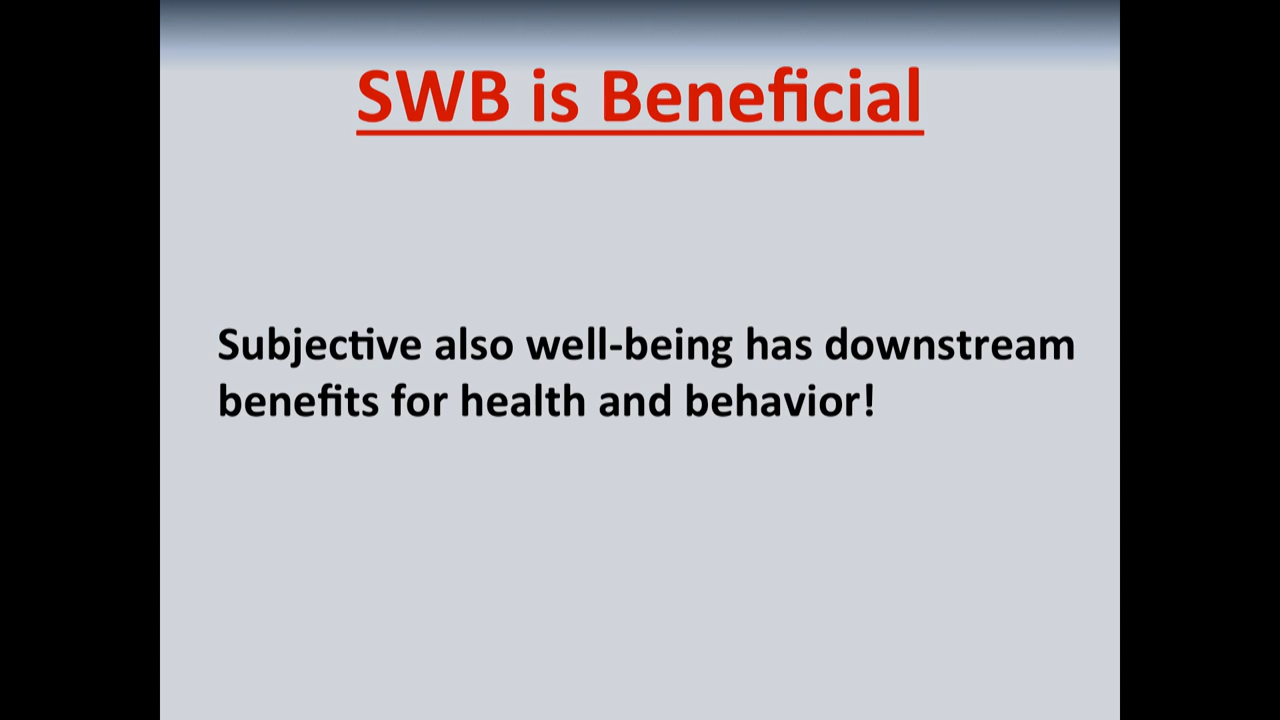 SWB is Beneficial
Subjective also well-being has downstream
benefits for health and behavior!